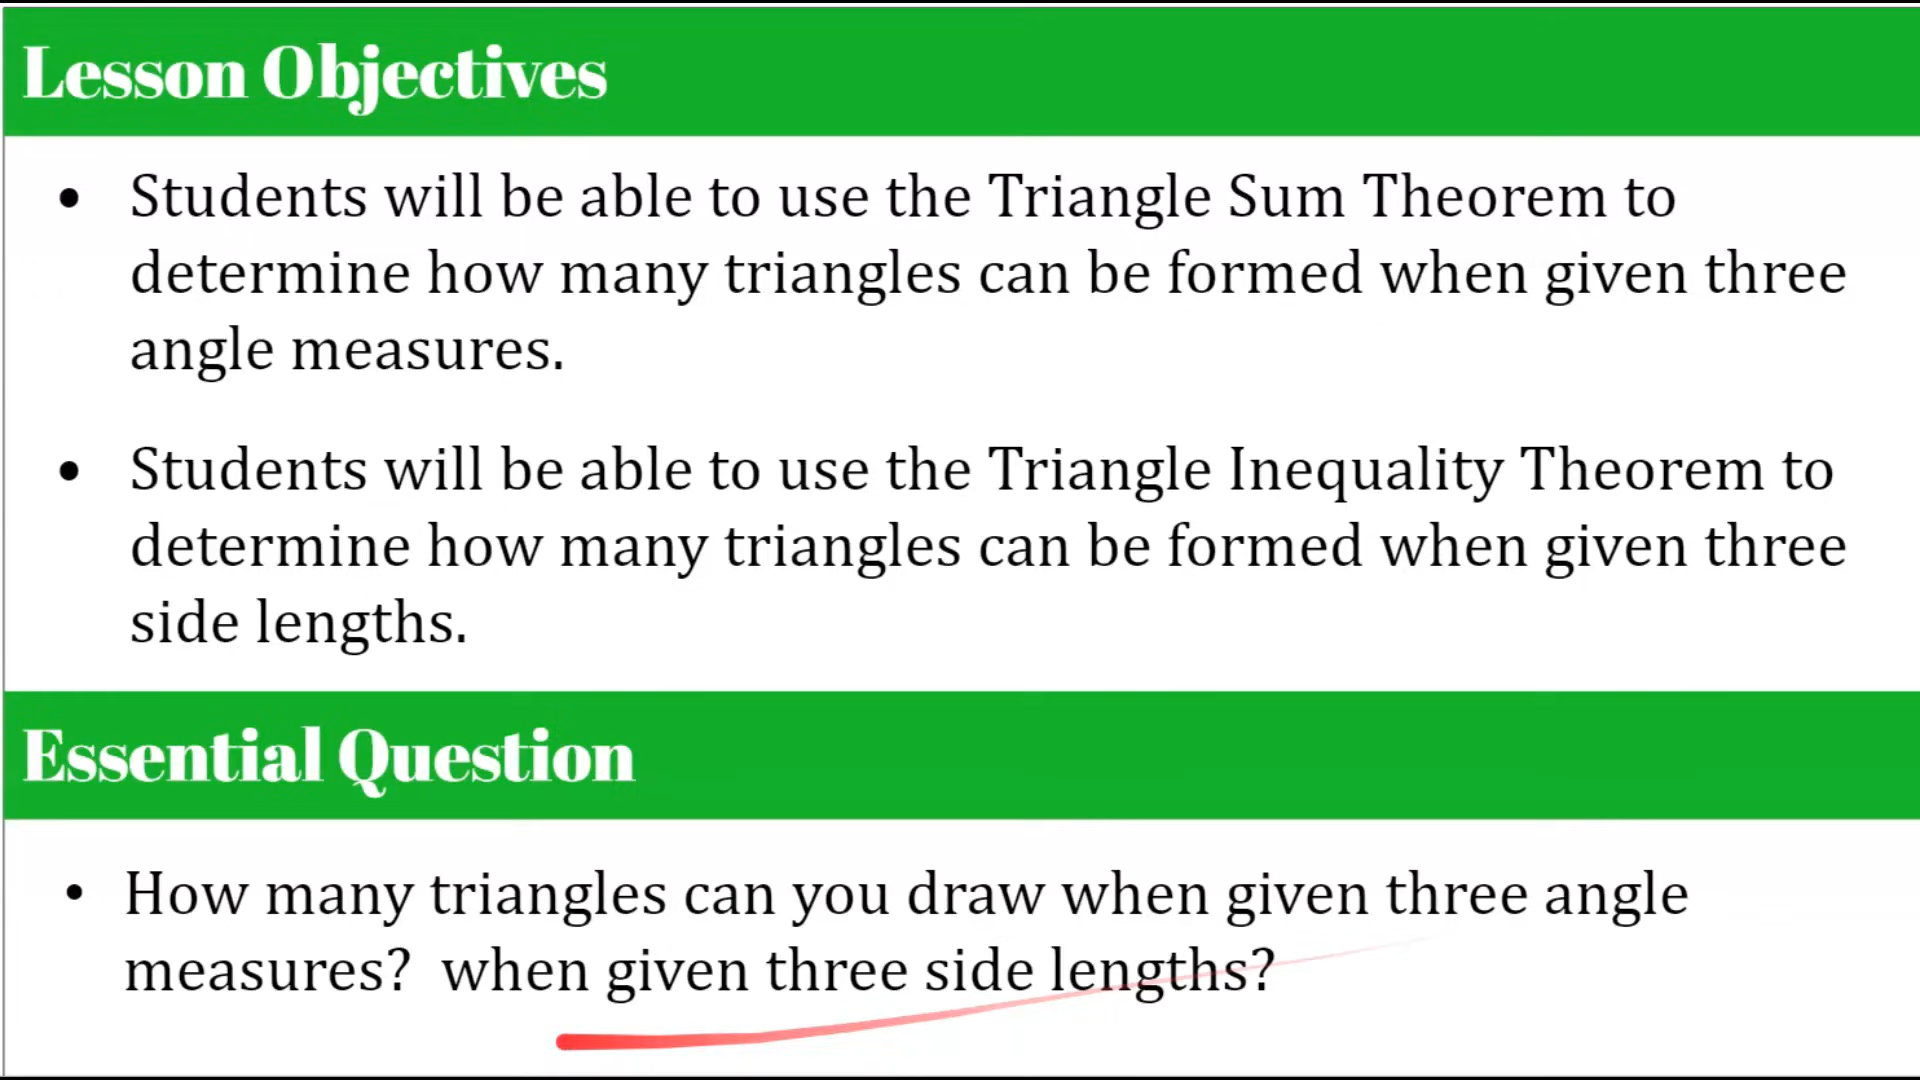 Lesson Objectives
• Students will be able to use the Triangle Sum Theorem to
determine how many triangles can be formed when given three
angle measures.
• Students will be able to use the Triangle Inequality Theorem to
determine how many triangles can be formed when given three
side lengths.
Essential Question
• How many triangles can you draw when given three angle
measures?  when given three side lengths?